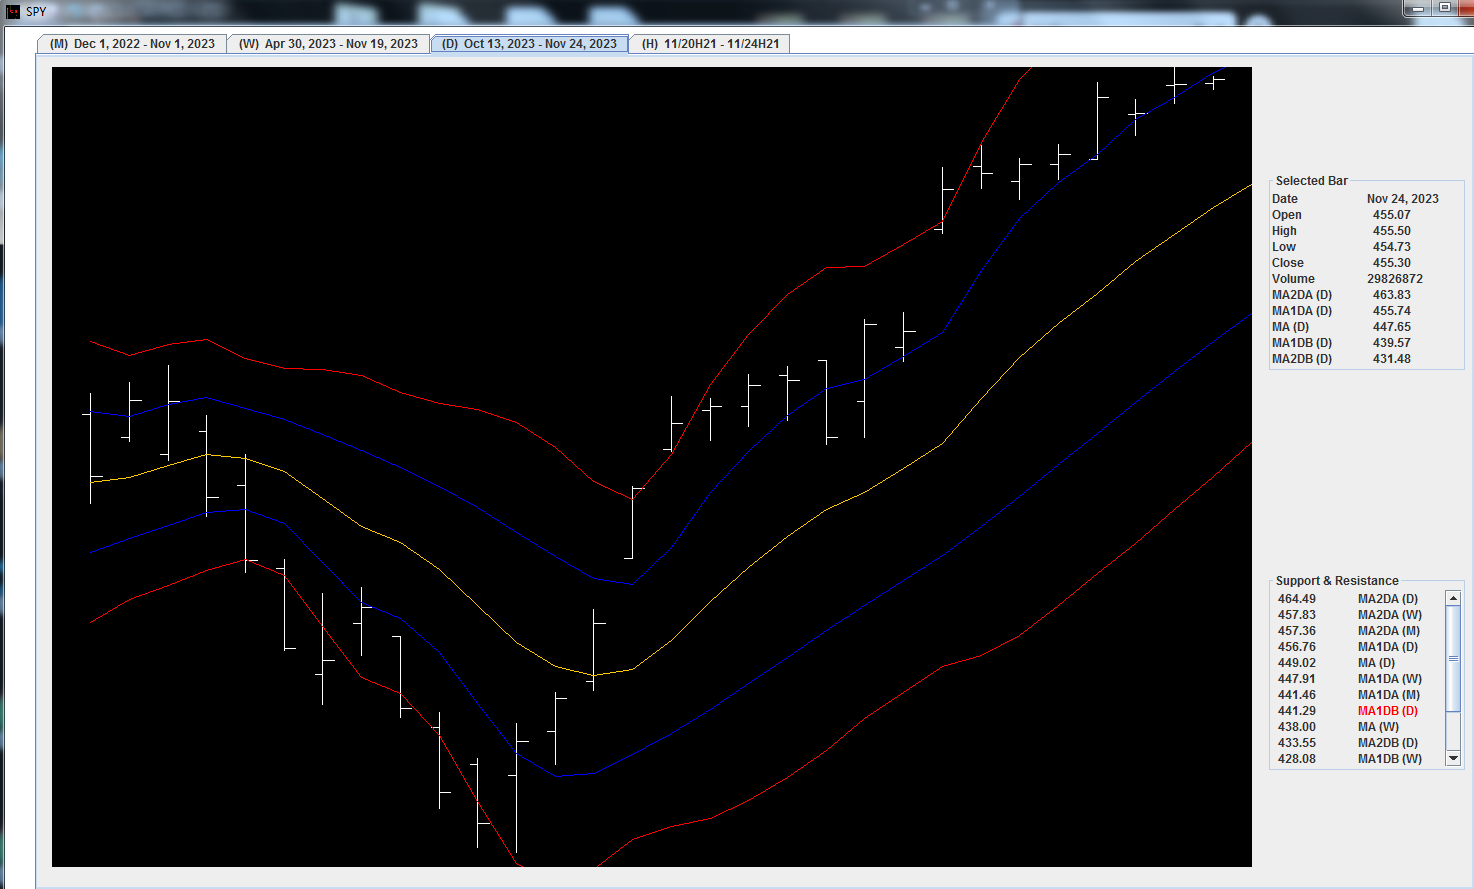 SPY
(M) Dec 1, 2022 - Nov 1, 2023
(W) Apr 30, 2023 - Nov 19, 2023
(D) Oct 13, 2023 - Nov 24, 2023
(H) 11/20H21 - 11/24H21
Selected Bar
Date Nov 24, 2023
Open 455.07
High 455.50
Low 454.73
Close 455.30
Volume 29826872
MA2DA (D) 463.83
MA1DA (D) 455.74
MA (D) 447.65
MA1DB (D) 439.57
MA2DB (D) 431.48
Support & Resistance
464.49 MA2DA (D)
457.83 MA2DA (W)
457.36 MA2DA (M)
456.76 MA1DA (D)
449.02 MA (D)
447.91 MA1DA (W)
441.46 MA1DA (M)
441.29 MA1DB (D)
438.00 MA (W)
433.55 MA2DB (D)
428.08 MA1DB (W)